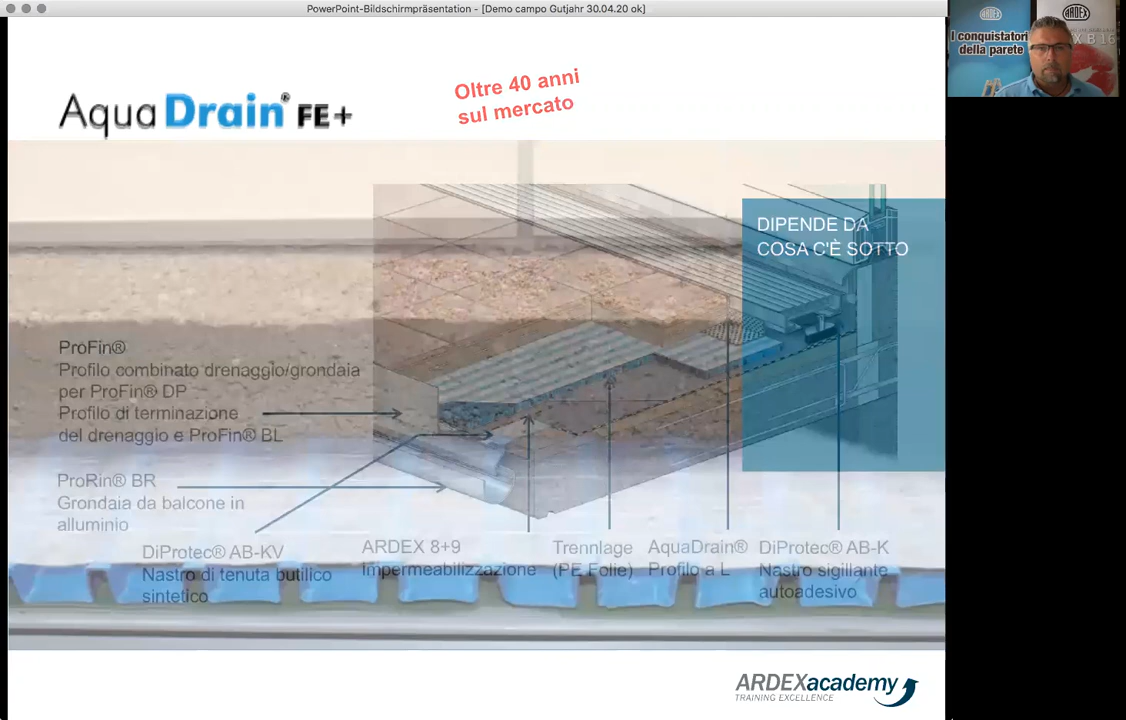 PowerPoint-Bildschirmpräsentation - [Demo campo Gutjahr 30.04.20 ok]
ARDEX
ARDEX
I conquistatori
della parete
X B 16
Oltre 40 anni
sul mercato
AquaDrain® FE+
DIPENDE DA
COSA C'È SOTTO
ProFin®
Profilo combinato drenaggio/grondaia
per ProFin® DP
Profilo di terminazione
del drenaggio e ProFin® BL
ProRin® BR
Grondaia da balcone in
alluminio
DiProtec® AB-KV
Nastro di tenuta butilico
sintetico
ARDEX 8+9
Impermeabilizzazione
Trennlage
(PE Folie)
AquaDrain®
Profilo a L
DiProtec® AB-K
Nastro sigillante
autoadesivo
ARDEXacademy
TRAINING EXCELLENCE